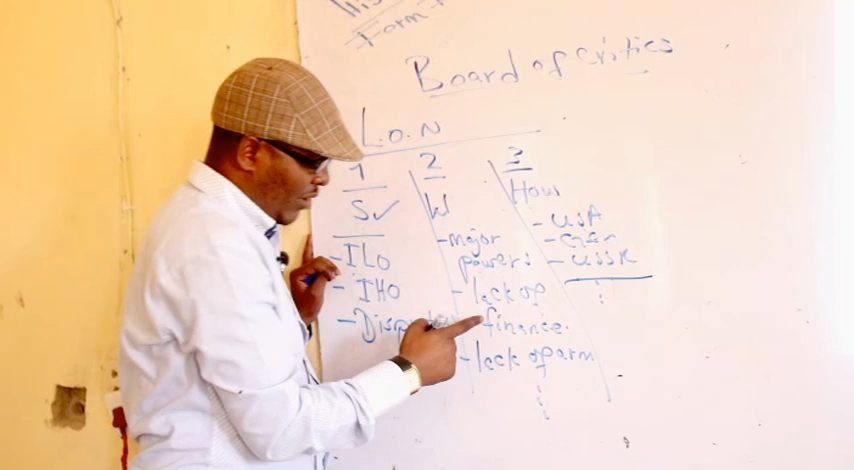 Form
Board of critics
L.O.N
1
S✓
-ILO
- IHO
2
W
-major
powers
- lack of
finance.
- lack of arm
3
How
- USA
- Ger
- USSR